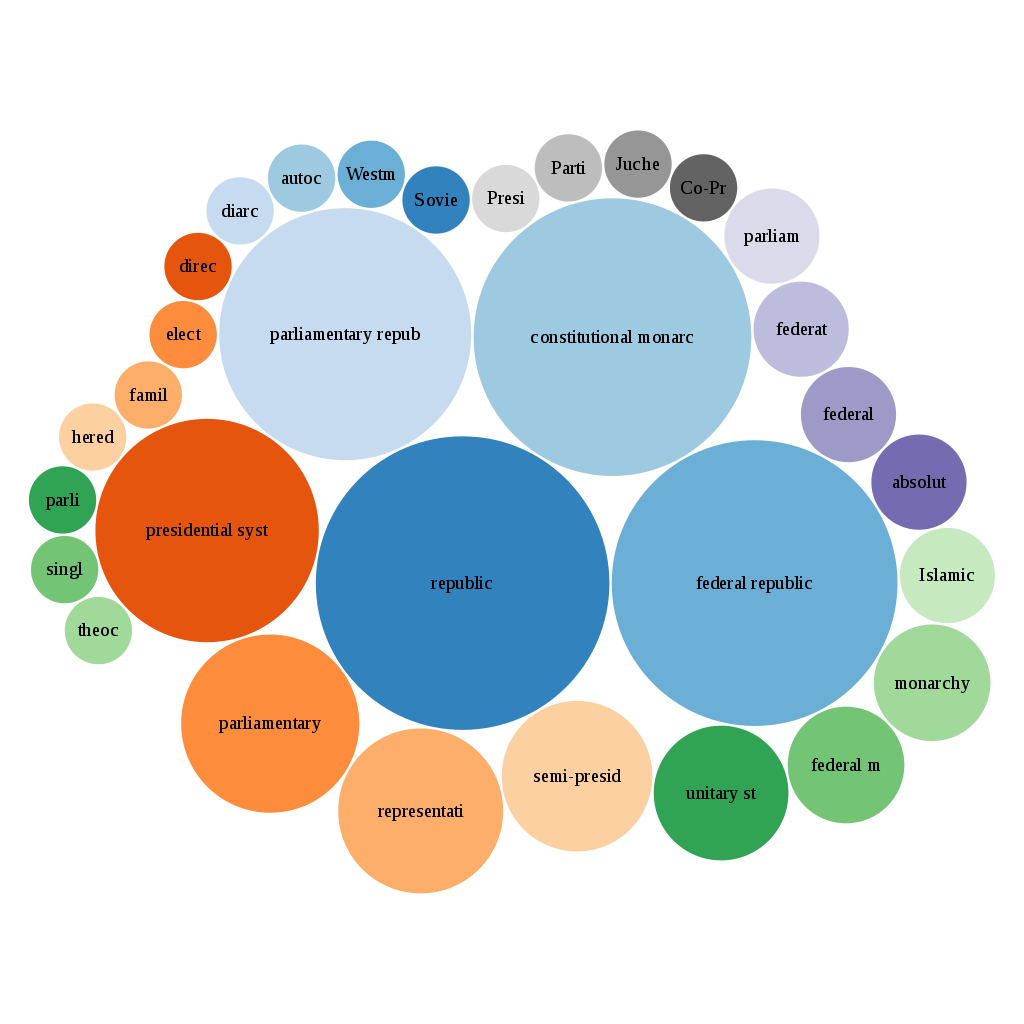 Parti
Juche
autoc
Westm
Sovie
Presi
Co-Pr
diarc
parliam
direc
elect
parliamentary repub
constitutional monarc
federat
famil
hered
federal
parli
absolut
presidential syst
singl
republic
federal republic
Islamic
theoc
monarchy
parliamentary
semi-presid
federal m
representati
unitary st